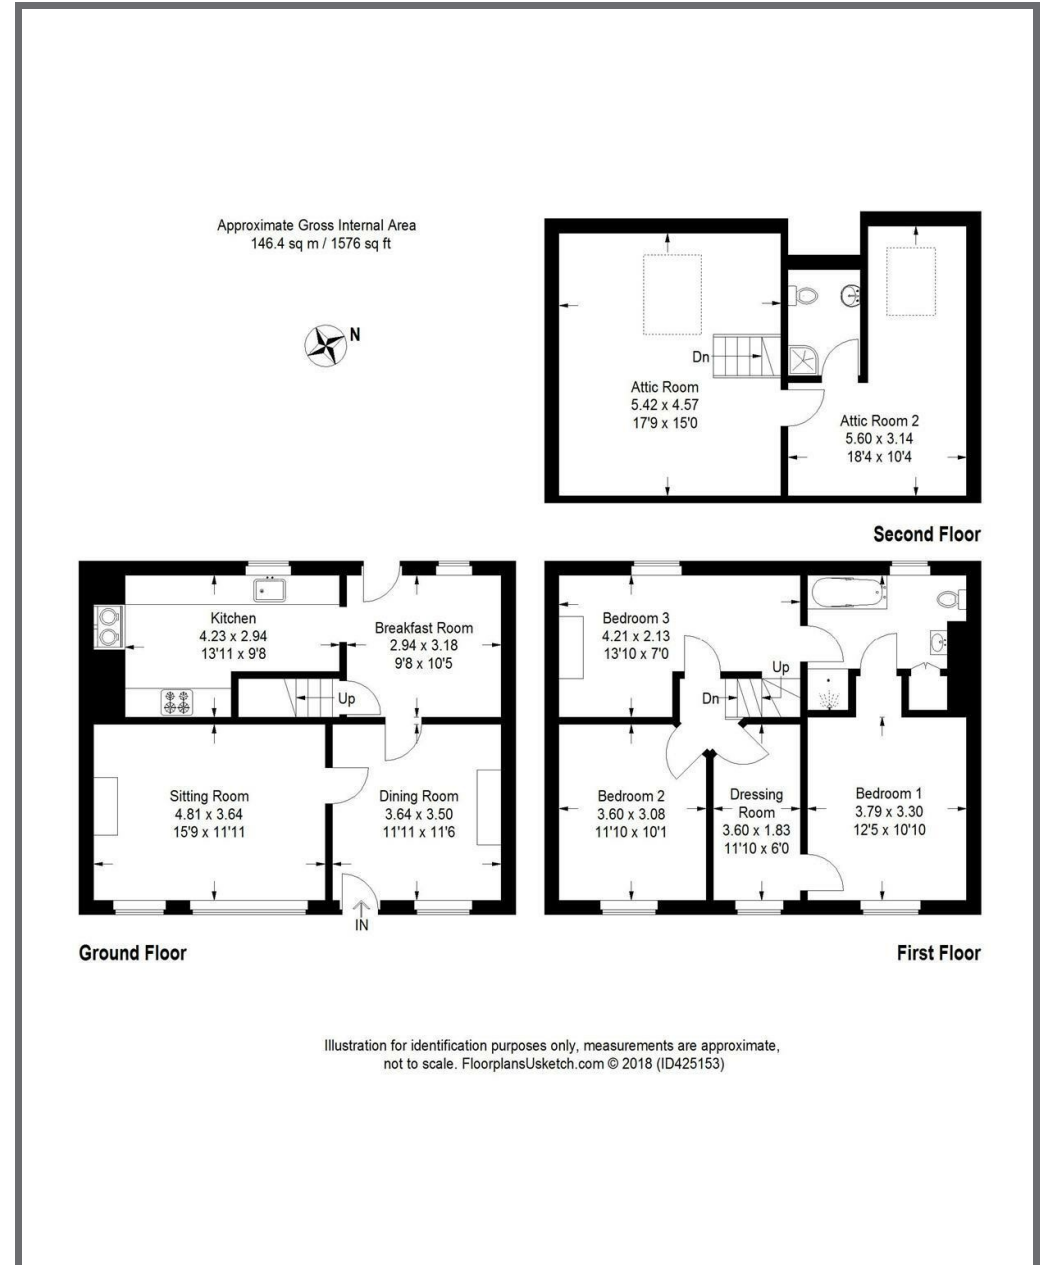 Approximate Gross Internal Area
146.4 sq m / 1576 sq ft
N
Dn
Attic Room
5.42 x 4.57
17'9 x 15'0
Attic Room 2
5.60 x 3.14
18'4 x 10'4
Second Floor
Kitchen
4.23 x 2.94
13'11 x 9'8
Breakfast Room
2.94 x 3.18
9'8 x 10'5
Up
Sitting Room
4.81 x 3.64
15'9 x 11'11
Dining Room
3.64 x 3.50
11'11 x 11'6
IN
Ground Floor
Bedroom 3
4.21 x 2.13
13'10 x 7'0
Up
Dn
Bedroom 2
3.60 x 3.08
11'10 x 10'1
Dressing
Room
3.60 x 1.83
11'10 x 6'0
Bedroom 1
3.79 x 3.30
12'5 x 10'10
First Floor
Illustration for identification purposes only, measurements are approximate,
not to scale. FloorplansUsketch.com © 2018 (ID425153)